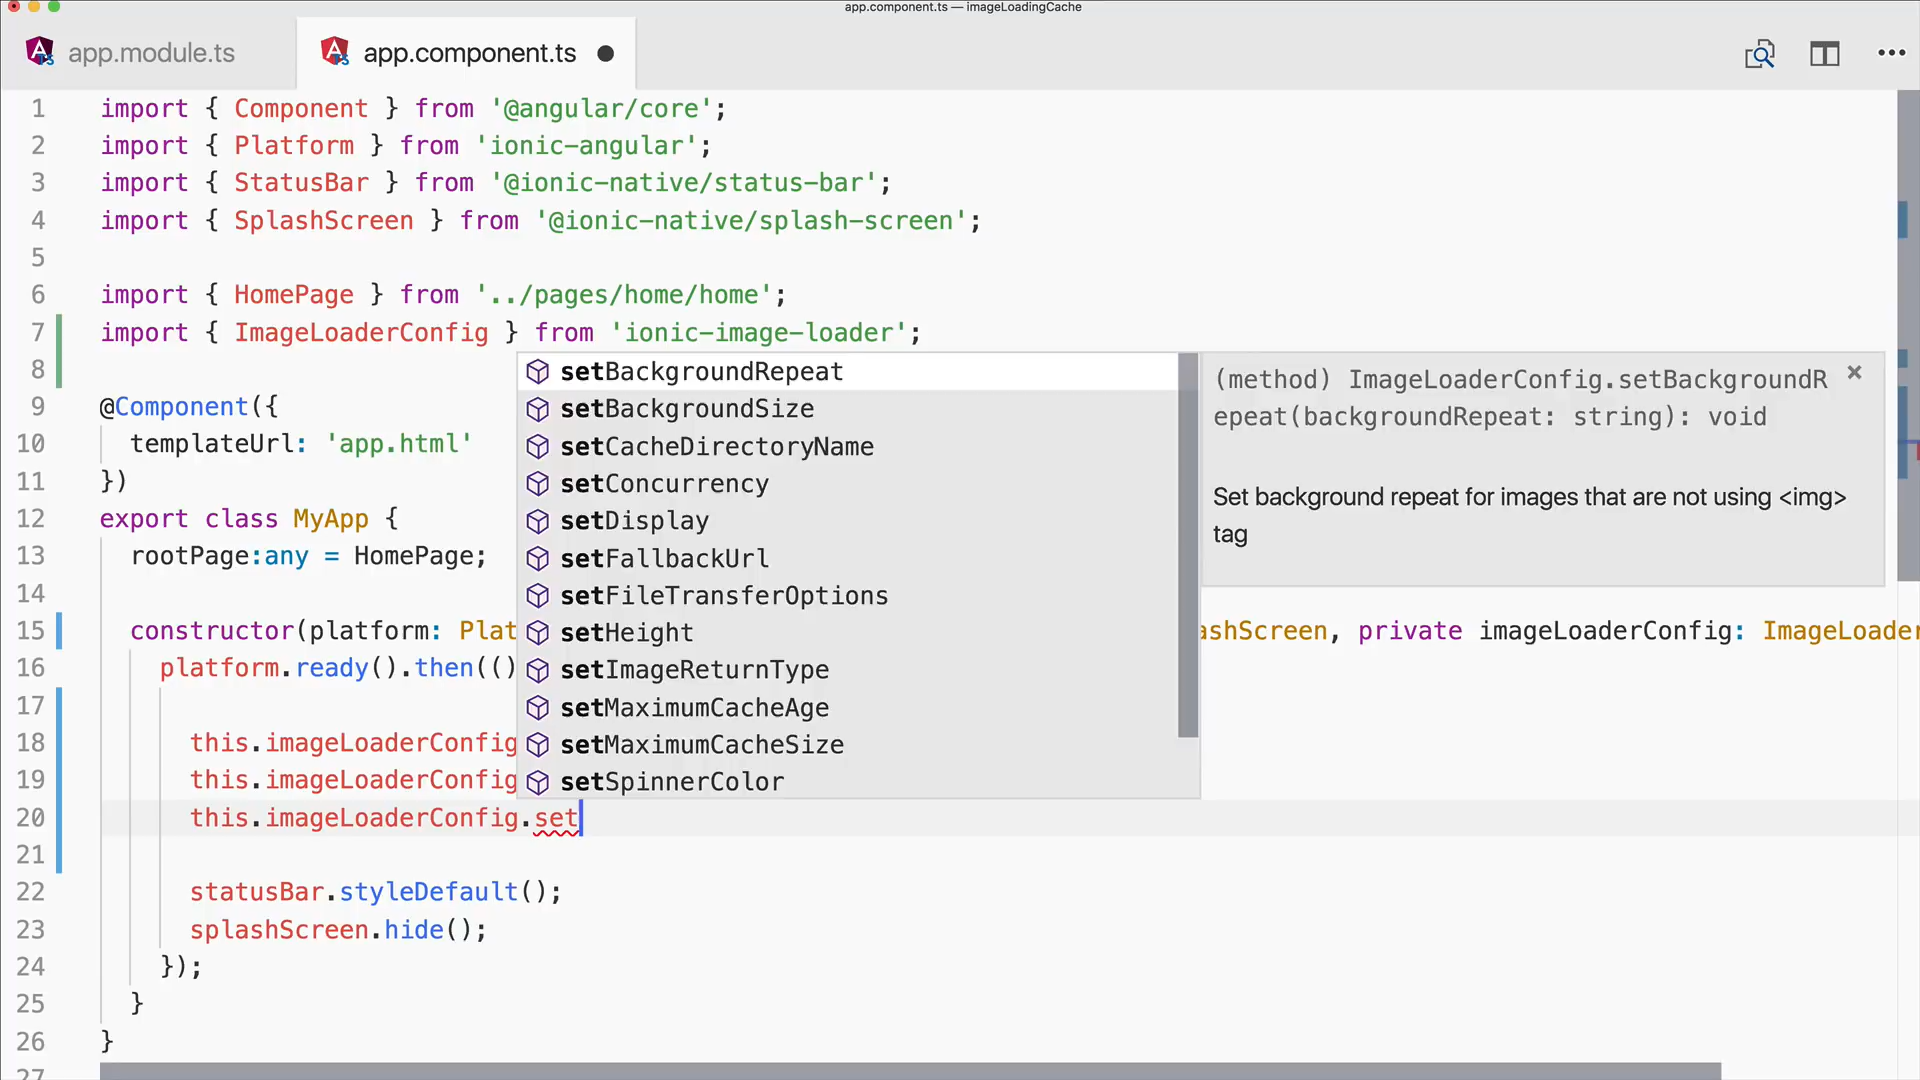 app.component.ts — imageLoadingCache
app.module.ts
app.component.ts
1 import { Component } from '@angular/core';
2 import { Platform } from 'ionic-angular';
3 import { StatusBar } from '@ionic-native/status-bar';
4 import { SplashScreen } from '@ionic-native/splash-screen';
5
6 import { HomePage } from '../pages/home/home';
7 import { ImageLoaderConfig } from 'ionic-image-loader';
8
9 @Component({
10 templateUrl: 'app.html'
11 })
12 export class MyApp {
13 rootPage:any = HomePage;
14
15 constructor(platform: Plat ashScreen, private imageLoaderConfig: ImageLoader
16 platform.ready().then(()
17
18 this.imageLoaderConfig
19 this.imageLoaderConfig
20 this.imageLoaderConfig.set
21
22 statusBar.styleDefault();
23 splashScreen.hide();
24 });
25 }
26 }
27
setBackgroundRepeat
setBackgroundSize
setCacheDirectoryName
setConcurrency
setDisplay
setFallbackUrl
setFileTransferOptions
setHeight
setImageReturnType
setMaximumCacheAge
setMaximumCacheSize
setSpinnerColor
(method) ImageLoaderConfig.setBackgroundR
epeat(backgroundRepeat: string): void
Set background repeat for images that are not using <img>
tag